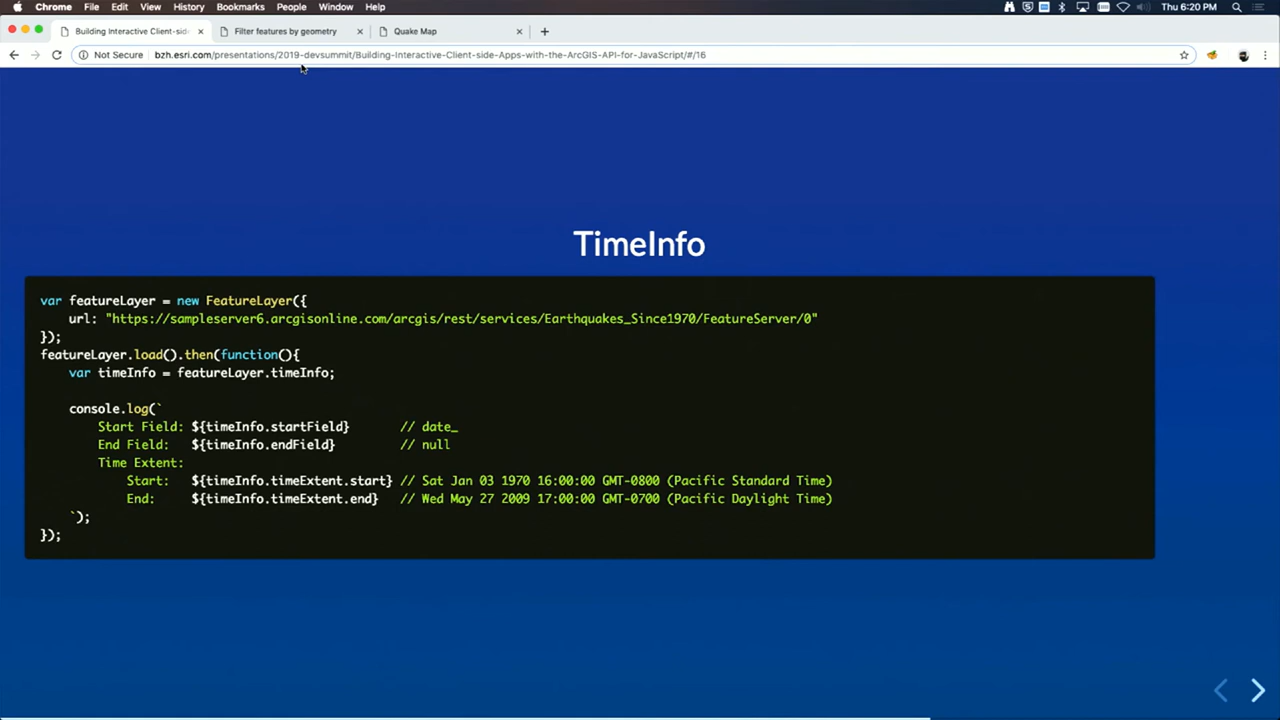 Chrome File Edit View History Bookmarks People Window Help Thu 6:20 PM
Building Interactive Client-sid Filter features by geometry Quake Map
Not Secure bzh.esri.com/presentations/2019-devsummit/Building-Interactive-Client-side-Apps-with-the-ArcGIS-API-for-JavaScript/#/16
TimeInfo
var featureLayer = new FeatureLayer({
url: "https://sampleserver6.arcgisonline.com/arcgis/rest/services/Earthquakes_Since1970/FeatureServer/0"
});
featureLayer.load().then(function(){
var timeInfo = featureLayer.timeInfo;
console.log(`
Start Field: ${timeInfo.startField} // date_
End Field: ${timeInfo.endField} // null
Time Extent:
Start: ${timeInfo.timeExtent.start} // Sat Jan 03 1970 16:00:00 GMT-0800 (Pacific Standard Time)
End: ${timeInfo.timeExtent.end} // Wed May 27 2009 17:00:00 GMT-0700 (Pacific Daylight Time)
`);
});